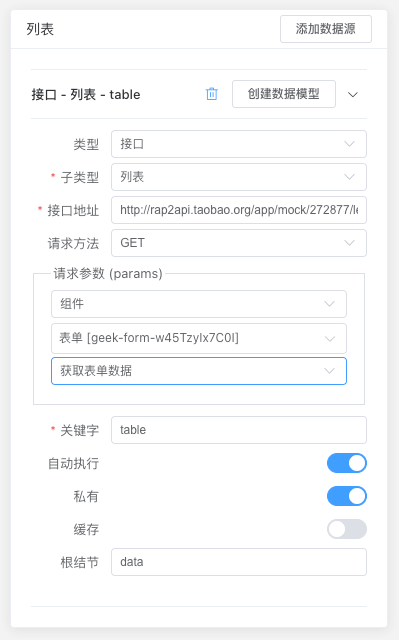 列表 添加数据源
接口 - 列表 - table 创建数据模型
类型 接口
* 子类型 列表
* 接口地址 http://rap2api.taobao.org/app/mock/272877/le
请求方法 GET
请求参数 (params)
组件
表单 [geek-form-w45Tzylx7C0I]
获取表单数据
* 关键字 table
自动执行
私有
缓存
根结节 data